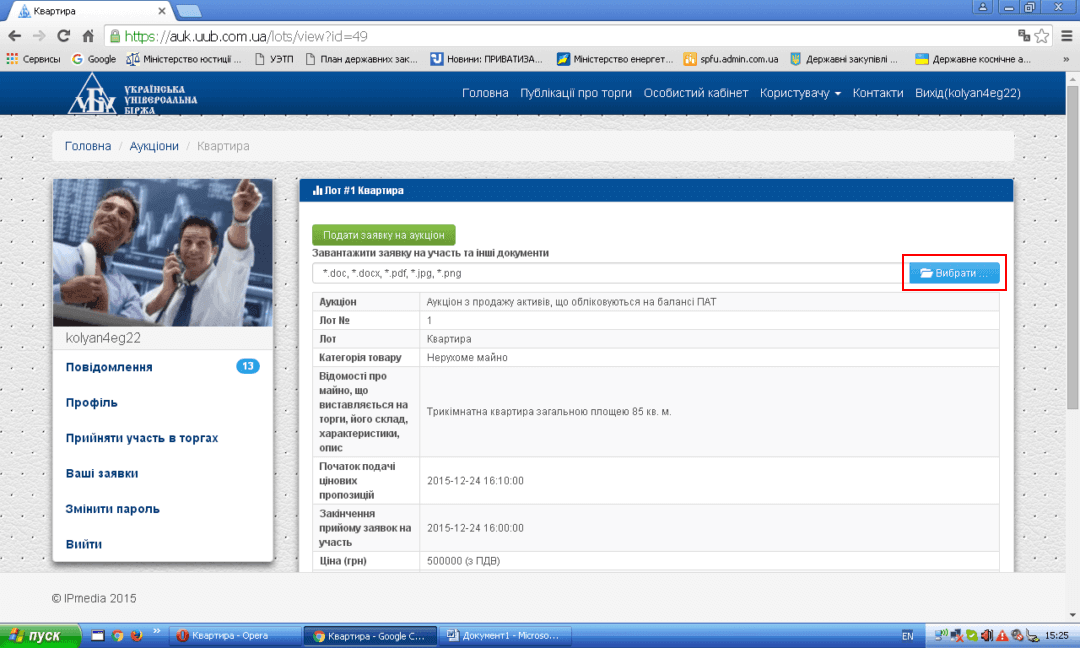 Квартира
https://auk.uub.com.ua/lots/view?id=49
Сервисы Google Міністерство юстиції ... УЭТП План державних зак... Новини: ПРИВАТИЗА... Міністерство енергет... spfu.admin.com.ua Державні закупівлі ... Державне космічне а... »
УБХ УКРАЇНСЬКА
УНІВЕРСАЛЬНА
БІРЖА
Головна Публікації про торги Особистий кабінет Користувачу Контакти Вихід(kolyan4eg22)
Головна / Аукціони / Квартира
Лот #1 Квартира
Подати заявку на аукціон
Завантажити заявку на участь та інші документи
*.doc, *.docx, *.pdf, *.jpg, *.png Вибрати ...
Аукціон Аукціон з продажу активів, що обліковуються на балансі ПАТ
Лот № 1
Лот Квартира
Категорія товару Нерухоме майно
Відомості про
майно, що
виставляється на
торги, його склад,
характеристики,
опис
Трикімнатна квартира загальною площею 85 кв. м.
Початок подачі
цінових
пропозицій
2015-12-24 16:10:00
Закінчення
прийому заявок на
участь
2015-12-24 16:00:00
Ціна (грн) 500000 (з ПДВ)
kolyan4eg22
Повідомлення 13
Профіль
Прийняти участь в торгах
Ваші заявки
Змінити пароль
Вийти
© IPmedia 2015
пуск » Квартира - Opera Квартира - Google C... Документ1 - Microso... EN 15:25